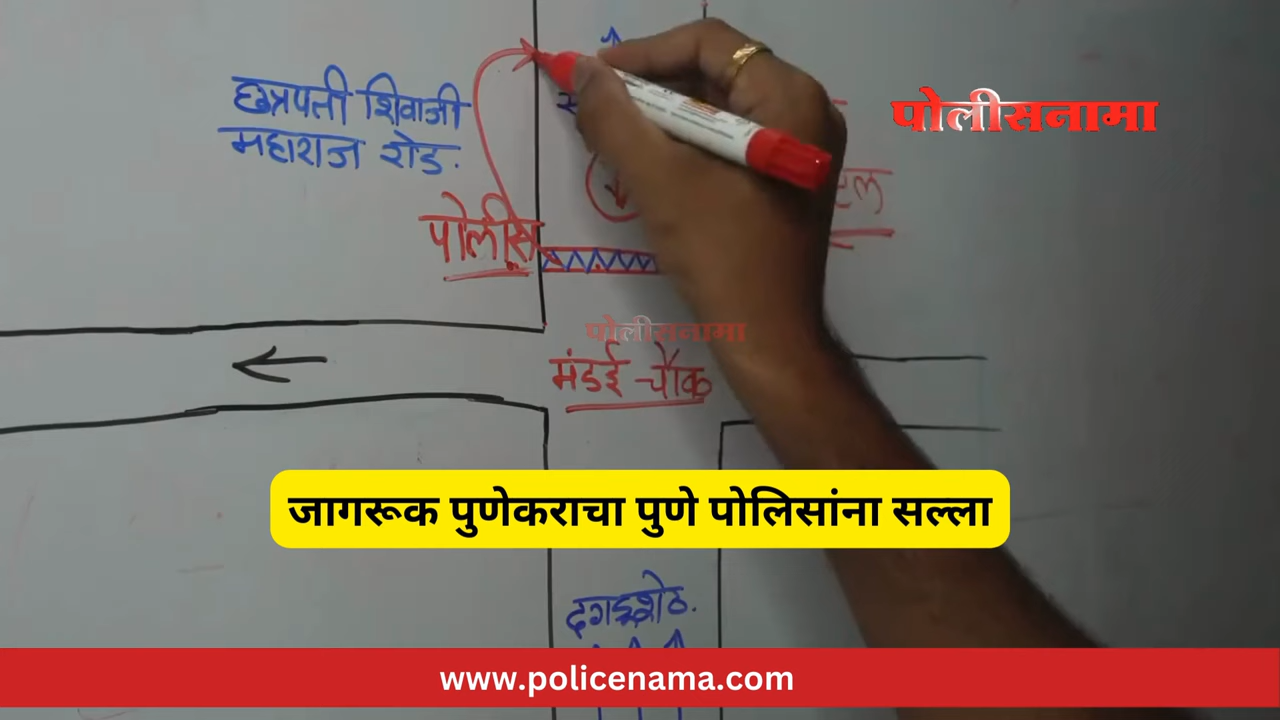 छत्रपती शिवाजी
महाराज रोड.
पोलीसनामा
पोलीस
पोलीसनामा
मंडई चौक
जागरूक पुणेकराचा पुणे पोलिसांना सल्ला
दगडूशेठ.
www.policenama.com